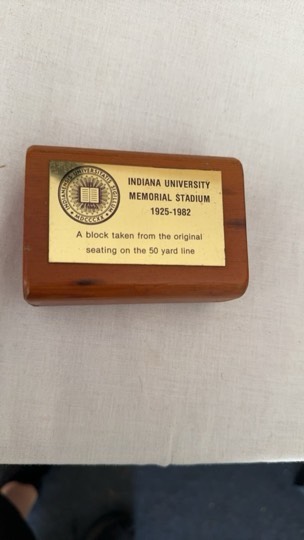 INDIANA UNIVERSITY
MEMORIAL STADIUM
1925-1982
A block taken from the original
seating on the 50 yard line